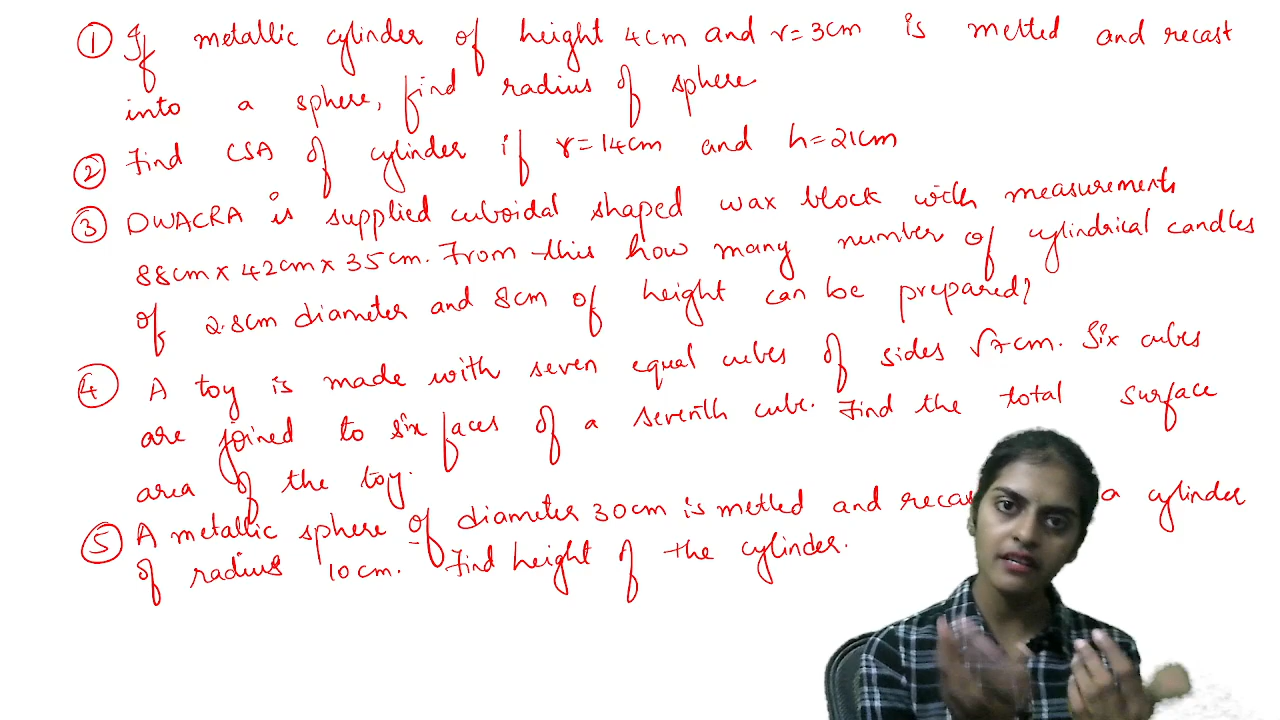 ① If metallic cylinder of height 4cm and r=3cm is melted and recast
into a sphere, find radius of sphere
② Find CSA of cylinder if r=14cm and h=21cm
③ DWACRA is supplied cuboidal shaped wax block with measurements
88cm x 42cm x 35cm. From this how many number of cylindrical candles
of 2.8cm diameter and 8cm of height can be prepared?
④ A toy is made with seven equal cubes of sides √7cm. Six cubes
are joined to six faces of a seventh cube. Find the total surface
area of the toy.
⑤ A metallic sphere of diameter 30cm is melted and a cylinder
of radius 10cm. Find height of the cylinder.